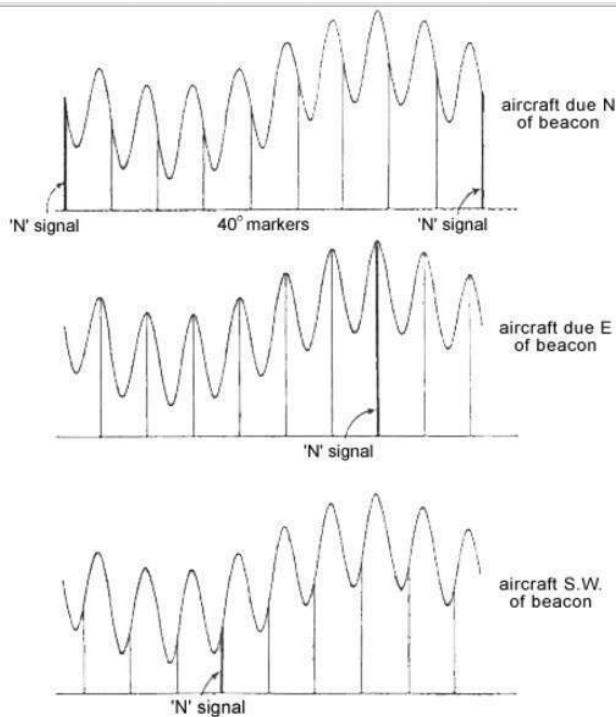 aircraft due N
of beacon
'N' signal
40° markers
'N' signal
aircraft due E
of beacon
'N' signal
aircraft S.W.
of beacon
'N' signal